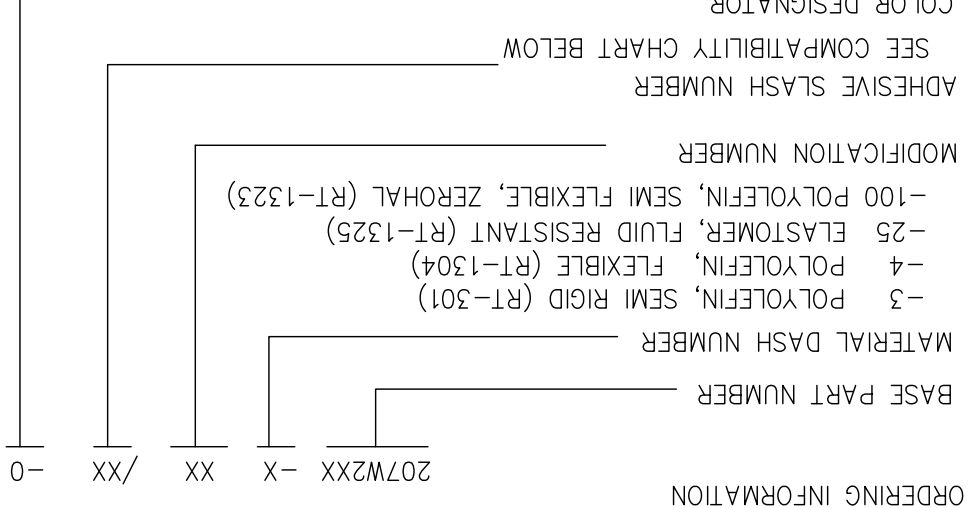 ORDERING INFORMATION
207W2XX -X XX /XX -0
BASE PART NUMBER
MATERIAL DASH NUMBER
-3 POLYOLEFIN, SEMI RIGID (RT-301)
-4 POLYOLEFIN, FLEXIBLE (RT-1304)
-25 ELASTOMER, FLUID RESISTANT (RT-1325)
-100 POLYOLEFIN, SEMI FLEXIBLE, ZEROHAL (RT-1323)
MODIFICATION NUMBER
ADHESIVE SLASH NUMBER
SEE COMPATIBILITY CHART BELOW
COLOR DESIGNATOR